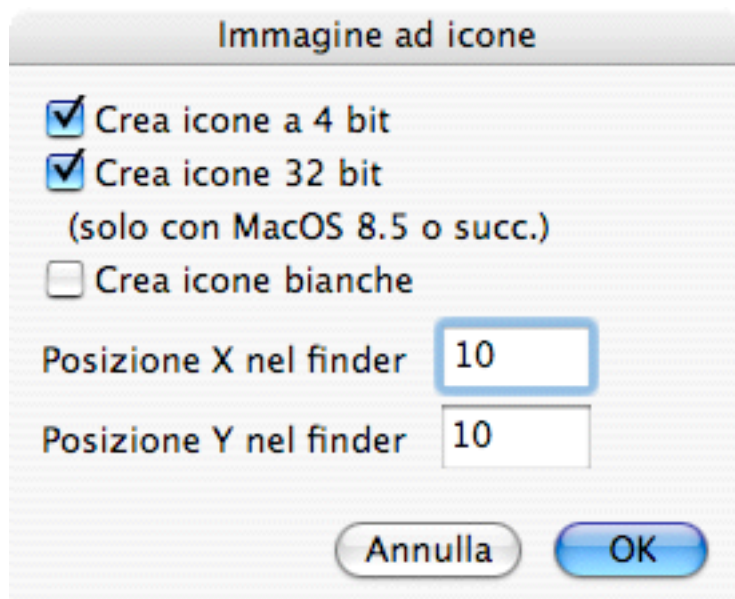 Immagine ad icone
Crea icone a 4 bit
Crea icone 32 bit
(solo con MacOS 8.5 o succ.)
Crea icone bianche
Posizione X nel finder 10
Posizione Y nel finder 10
Annulla OK